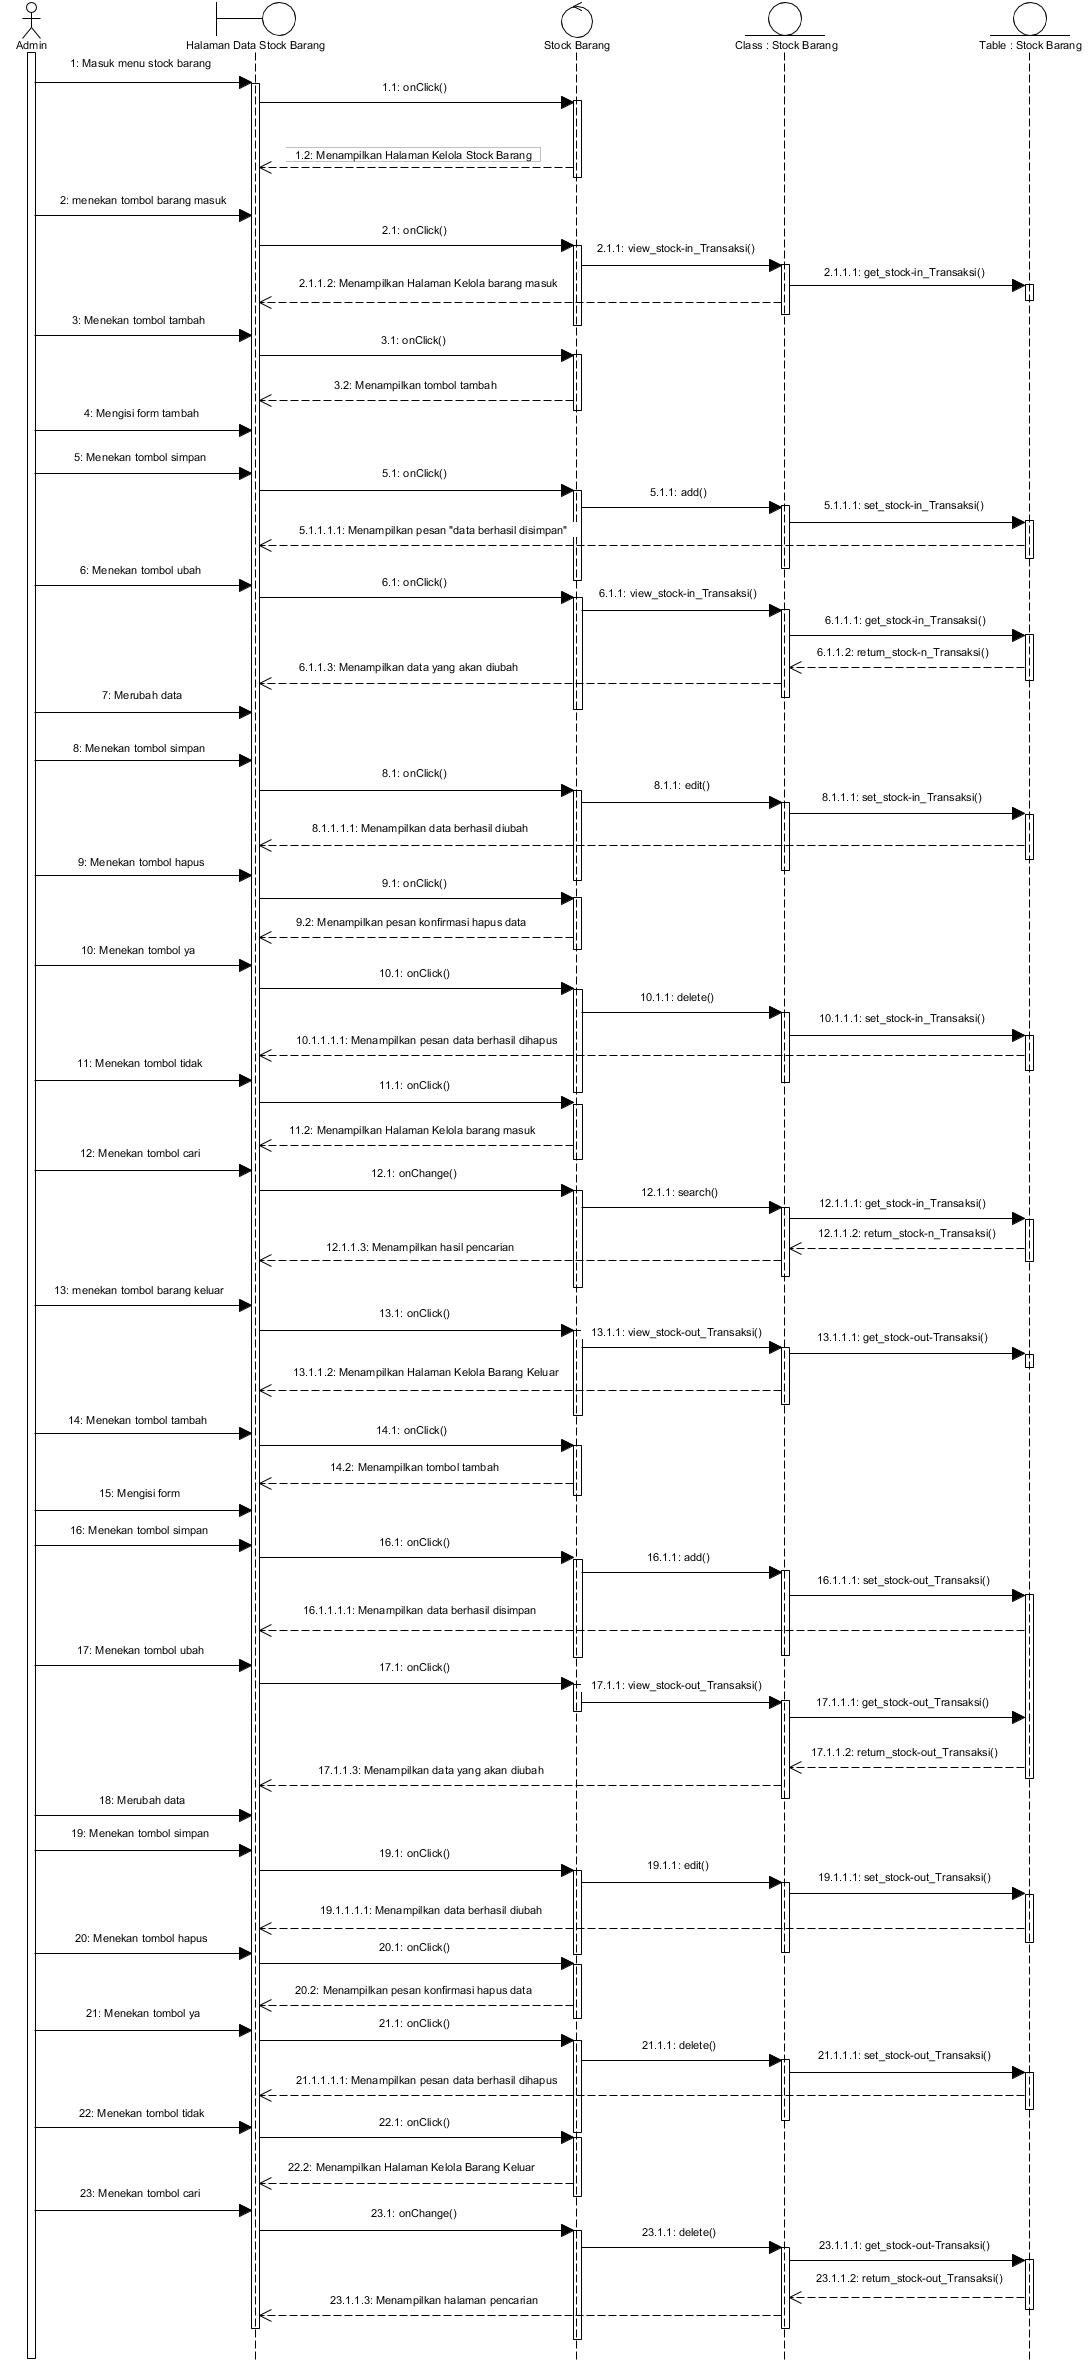 Admin
Halaman Data Stock Barang
Stock Barang
Class : Stock Barang
Table : Stock Barang
1: Masuk menu stock barang
1.1: onClick()
1.2: Menampilkan Halaman Kelola Stock Barang
2: menekan tombol barang masuk
2.1: onClick()
2.1.1: view_stock-in_Transaksi()
2.1.1.1: get_stock-in_Transaksi()
2.1.1.2: Menampilkan Halaman Kelola barang masuk
3: Menekan tombol tambah
3.1: onClick()
3.2: Menampilkan tombol tambah
4: Mengisi form tambah
5: Menekan tombol simpan
5.1: onClick()
5.1.1: add()
5.1.1.1: set_stock-in_Transaksi()
5.1.1.1.1: Menampilkan pesan "data berhasil disimpan"
6: Menekan tombol ubah
6.1: onClick()
6.1.1: view_stock-in_Transaksi()
6.1.1.1: get_stock-in_Transaksi()
6.1.1.2: return_stock-n_Transaksi()
6.1.1.3: Menampilkan data yang akan diubah
7: Merubah data
8: Menekan tombol simpan
8.1: onClick()
8.1.1: edit()
8.1.1.1: set_stock-in_Transaksi()
8.1.1.1.1: Menampilkan data berhasil diubah
9: Menekan tombol hapus
9.1: onClick()
9.2: Menampilkan pesan konfirmasi hapus data
10: Menekan tombol ya
10.1: onClick()
10.1.1: delete()
10.1.1.1: set_stock-in_Transaksi()
10.1.1.1.1: Menampilkan pesan data berhasil dihapus
11: Menekan tombol tidak
11.1: onClick()
11.2: Menampilkan Halaman Kelola barang masuk
12: Menekan tombol cari
12.1: onChange()
12.1.1: search()
12.1.1.1: get_stock-in_Transaksi()
12.1.1.2: return_stock-n_Transaksi()
12.1.1.3: Menampilkan hasil pencarian
13: menekan tombol barang keluar
13.1: onClick()
13.1.1: view_stock-out_Transaksi()
13.1.1.1: get_stock-out-Transaksi()
13.1.1.2: Menampilkan Halaman Kelola Barang Keluar
14: Menekan tombol tambah
14.1: onClick()
14.2: Menampilkan tombol tambah
15: Mengisi form
16: Menekan tombol simpan
16.1: onClick()
16.1.1: add()
16.1.1.1: set_stock-out_Transaksi()
16.1.1.1.1: Menampilkan data berhasil disimpan
17: Menekan tombol ubah
17.1: onClick()
17.1.1: view_stock-out_Transaksi()
17.1.1.1: get_stock-out_Transaksi()
17.1.1.2: return_stock-out_Transaksi()
17.1.1.3: Menampilkan data yang akan diubah
18: Merubah data
19: Menekan tombol simpan
19.1: onClick()
19.1.1: edit()
19.1.1.1: set_stock-out_Transaksi()
19.1.1.1.1: Menampilkan data berhasil diubah
20: Menekan tombol hapus
20.1: onClick()
20.2: Menampilkan pesan konfirmasi hapus data
21: Menekan tombol ya
21.1: onClick()
21.1.1: delete()
21.1.1.1: set_stock-out_Transaksi()
21.1.1.1.1: Menampilkan pesan data berhasil dihapus
22: Menekan tombol tidak
22.1: onClick()
22.2: Menampilkan Halaman Kelola Barang Keluar
23: Menekan tombol cari
23.1: onChange()
23.1.1: delete()
23.1.1.1: get_stock-out-Transaksi()
23.1.1.2: return_stock-out_Transaksi()
23.1.1.3: Menampilkan halaman pencarian